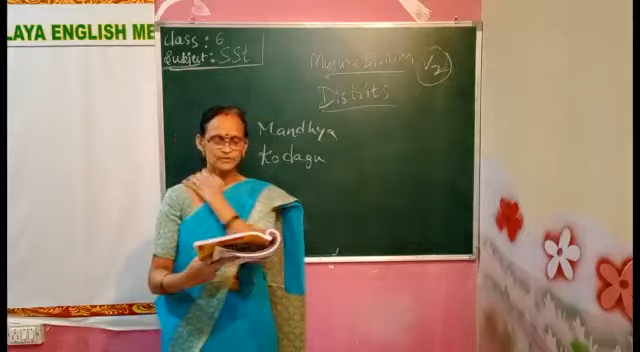 LAYA ENGLISH ME
Class: 6
Subject: SSt
Mysuru Division
V2
Districts
Mandhya
Kodagu